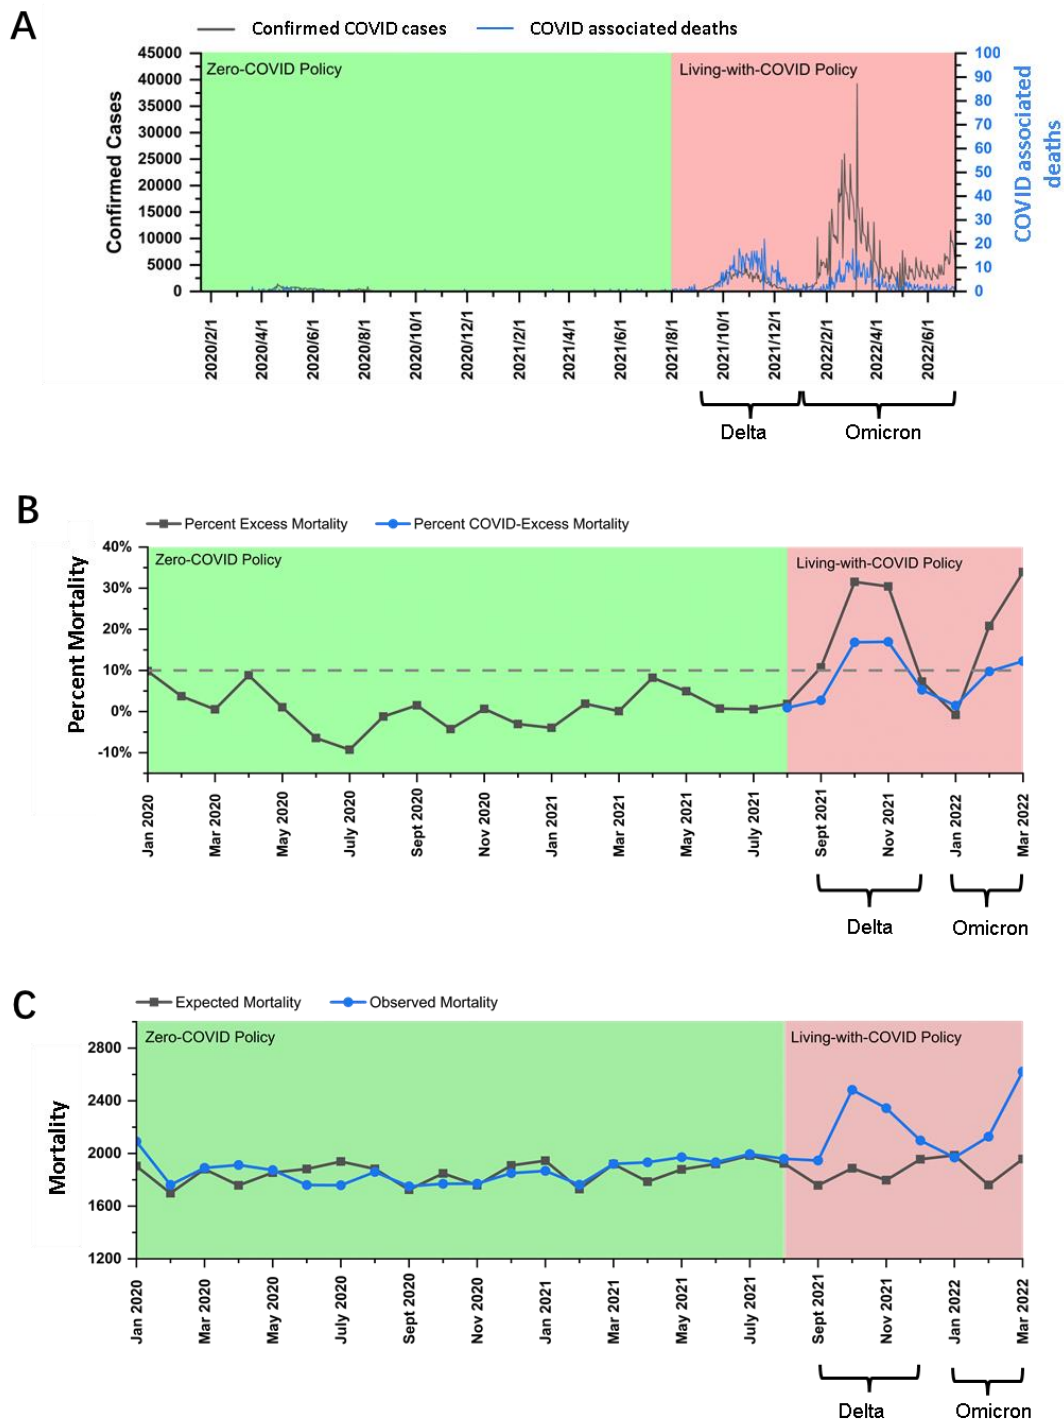 A
Confirmed COVID cases
COVID associated deaths
Zero-COVID Policy
Living-with-COVID Policy
Confirmed Cases
45000
40000
35000
30000
25000
20000
15000
10000
5000
0
100
90
80
70
60
50
40
30
20
10
0
COVID associated
deaths
2020/2/1
2020/4/1
2020/6/1
2020/8/1
2020/10/1
2020/12/1
2021/2/1
2021/4/1
2021/6/1
2021/8/1
2021/10/1
2021/12/1
2022/2/1
2022/4/1
2022/6/1
Delta
Omicron
B
Percent Excess Mortality
Percent COVID-Excess Mortality
Zero-COVID Policy
Living-with-COVID Policy
Percent Mortality
40%
30%
20%
10%
0%
-10%
Jan 2020
Mar 2020
May 2020
July 2020
Sept 2020
Nov 2020
Jan 2021
Mar 2021
May 2021
July 2021
Sept 2021
Nov 2021
Jan 2022
Mar 2022
Delta
Omicron
C
Expected Mortality
Observed Mortality
Zero-COVID Policy
Living-with-COVID Policy
Mortality
2800
2400
2000
1600
1200
Jan 2020
Mar 2020
May 2020
July 2020
Sept 2020
Nov 2020
Jan 2021
Mar 2021
May 2021
July 2021
Sept 2021
Nov 2021
Jan 2022
Mar 2022
Delta
Omicron